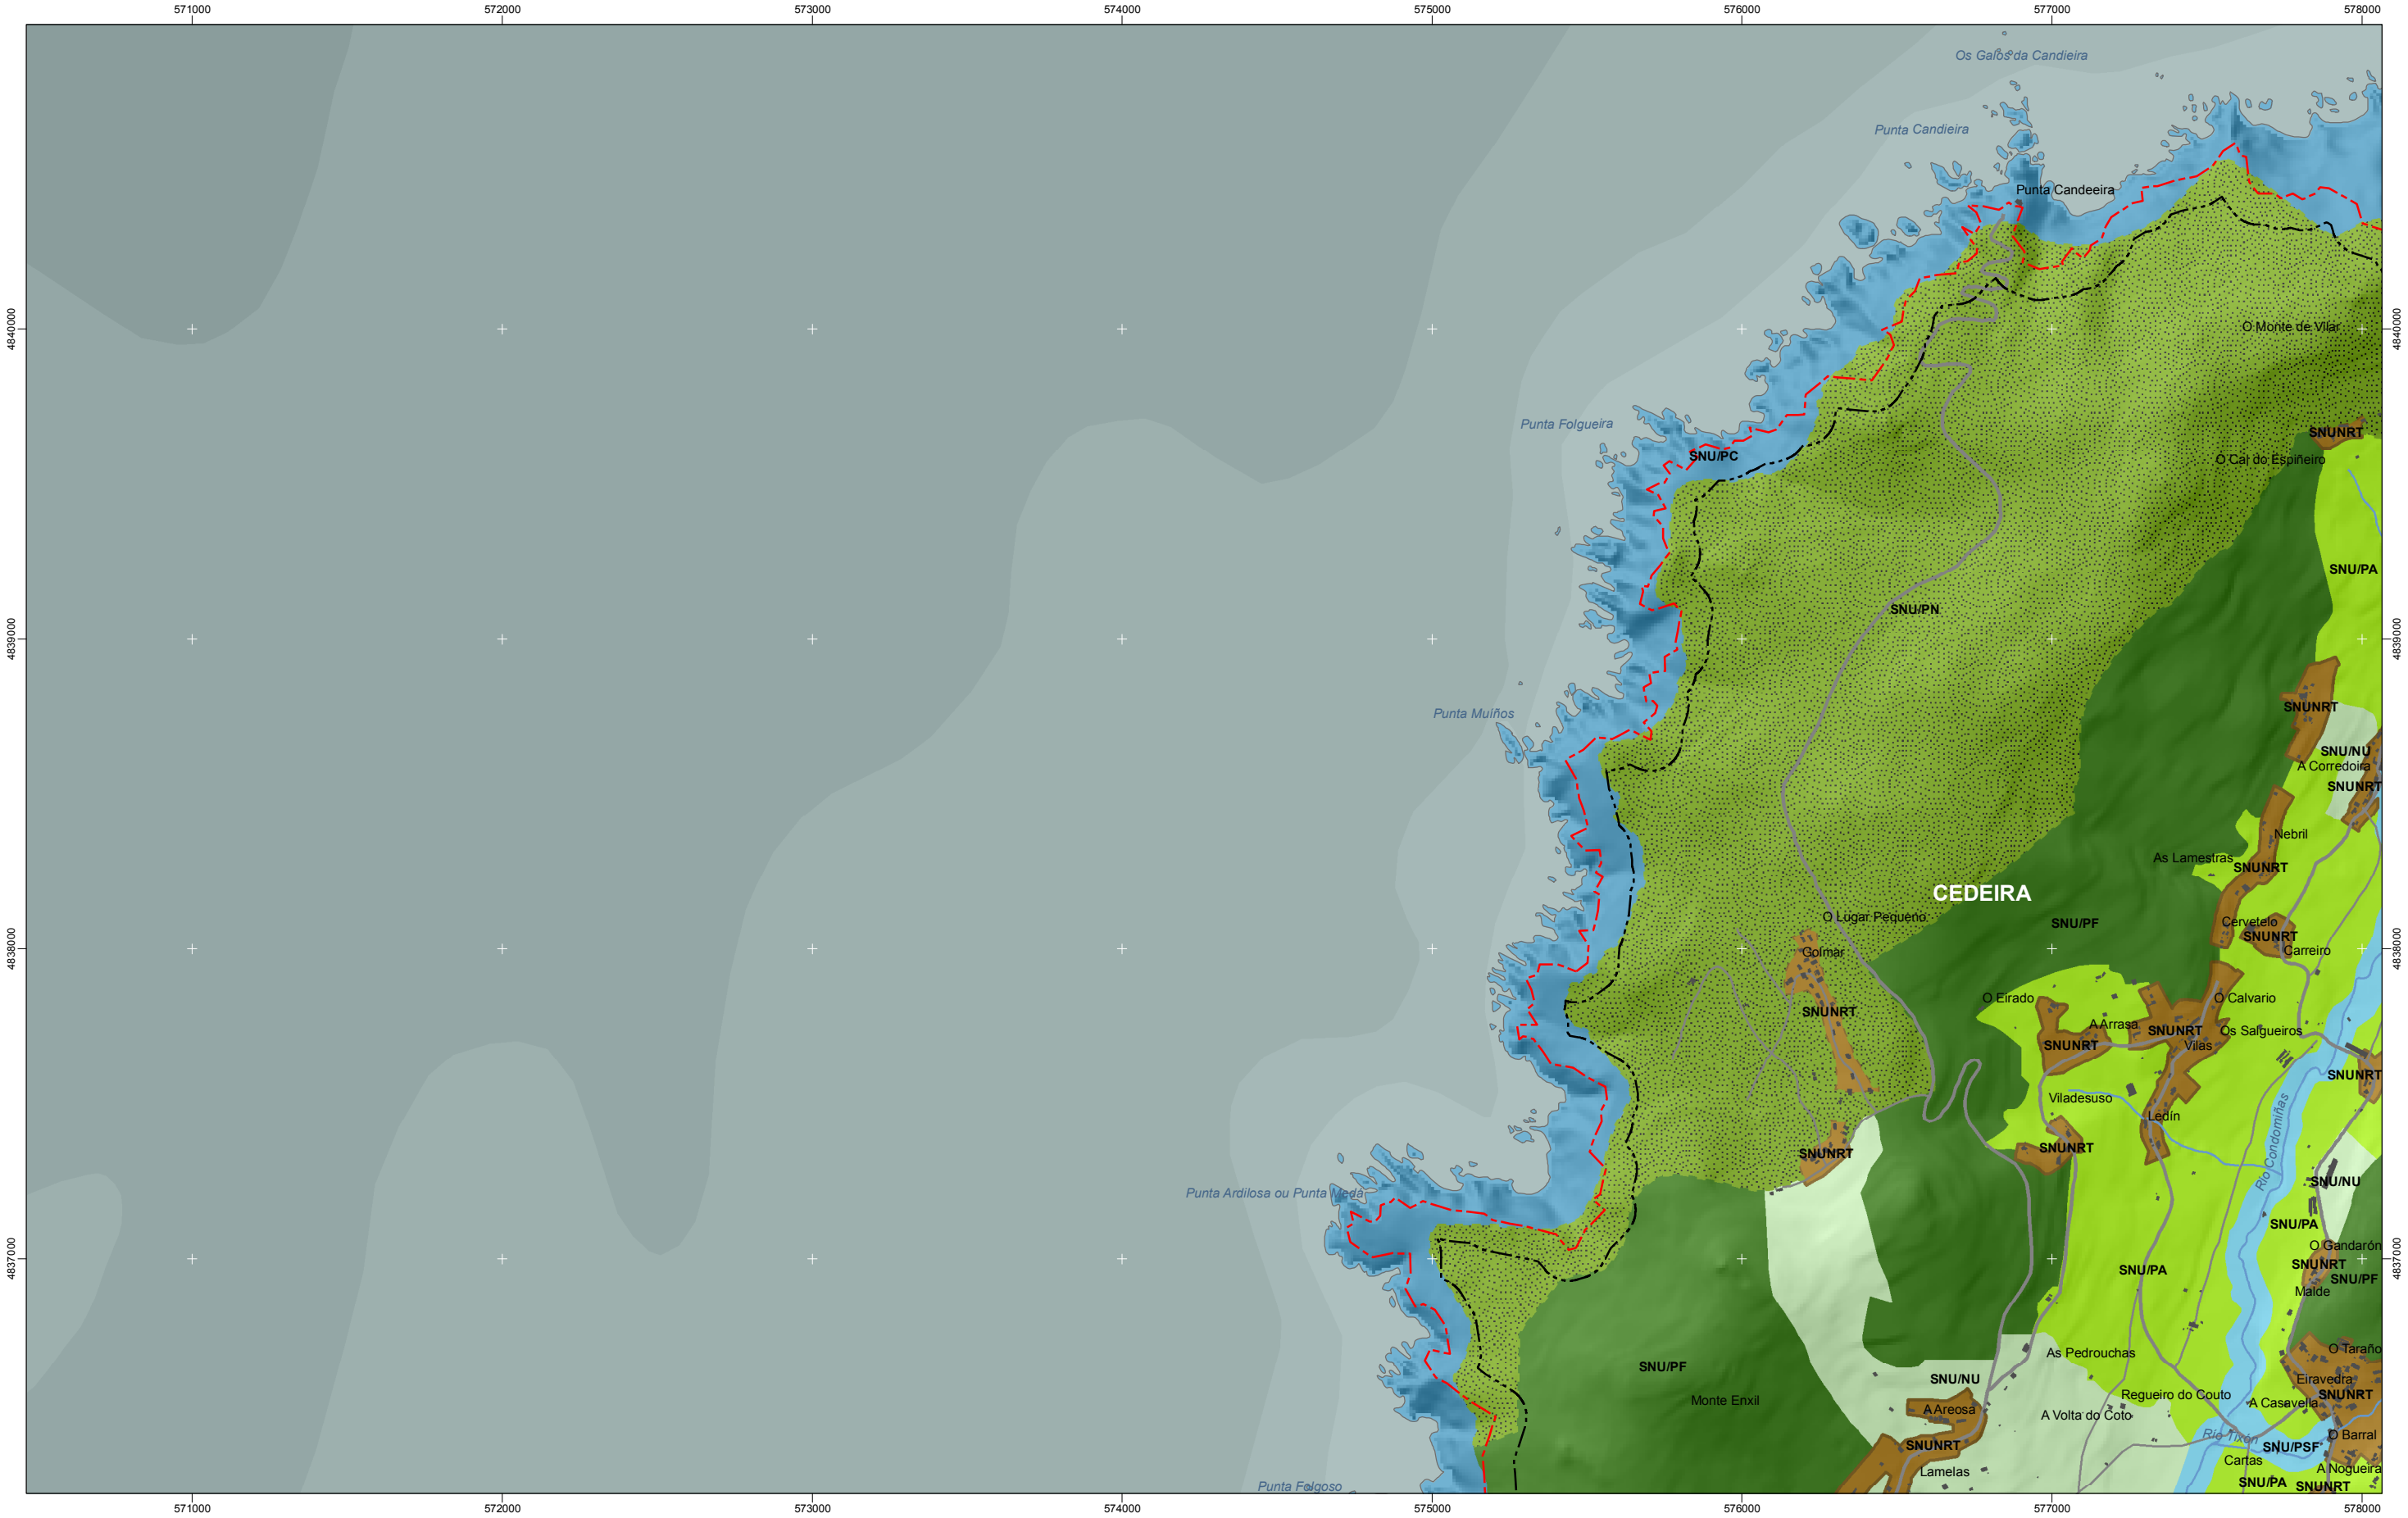 571000 572000 573000 574000 575000 576000 577000 578000
Os Galos da Candieira
Punta Candieira
Punta Candeeira
4840000
O Monte de Vilar
4840000
Punta Folgueira
SNUNRT
SNU/PC
O Cal do Espiñeiro
SNU/PA
SNU/PN
4839000
4839000
Punta Muiños
SNUNRT
SNU/NU
A Corredoira
SNUNRT
Nebril
As Lamestras
SNUNRT
CEDEIRA
O Lugar Pequeno
SNU/PF
Cervetelo
SNUNRT
4838000
Golmar
Carreiro
4838000
O Eirado
O Calvario
SNUNRT
A Arrasa
SNUNRT
Os Salgueiros
SNUNRT
Vilas
SNUNRT
Viladesuso
Ledín
Río Condomiñas
SNUNRT
SNUNRT
SNU/NU
Punta Ardilosa ou Punta Meda
SNU/PA
O Gandarón
4837000
SNU/PA
SNUNRT
4837000
SNU/PF
Malde
As Pedrouchas
O Taraño
SNU/PF
SNU/NU
Eiravedra
Monte Enxil
Regueiro do Couto
SNUNRT
A Casavella
A Areosa
A Volta do Coto
Río Tixón
O Barral
SNUNRT
SNU/PSF
Cartas
Lamelas
A Nogueira
Punta Folgoso
SNU/PA
SNUNRT
571000 572000 573000 574000 575000 576000 577000 578000